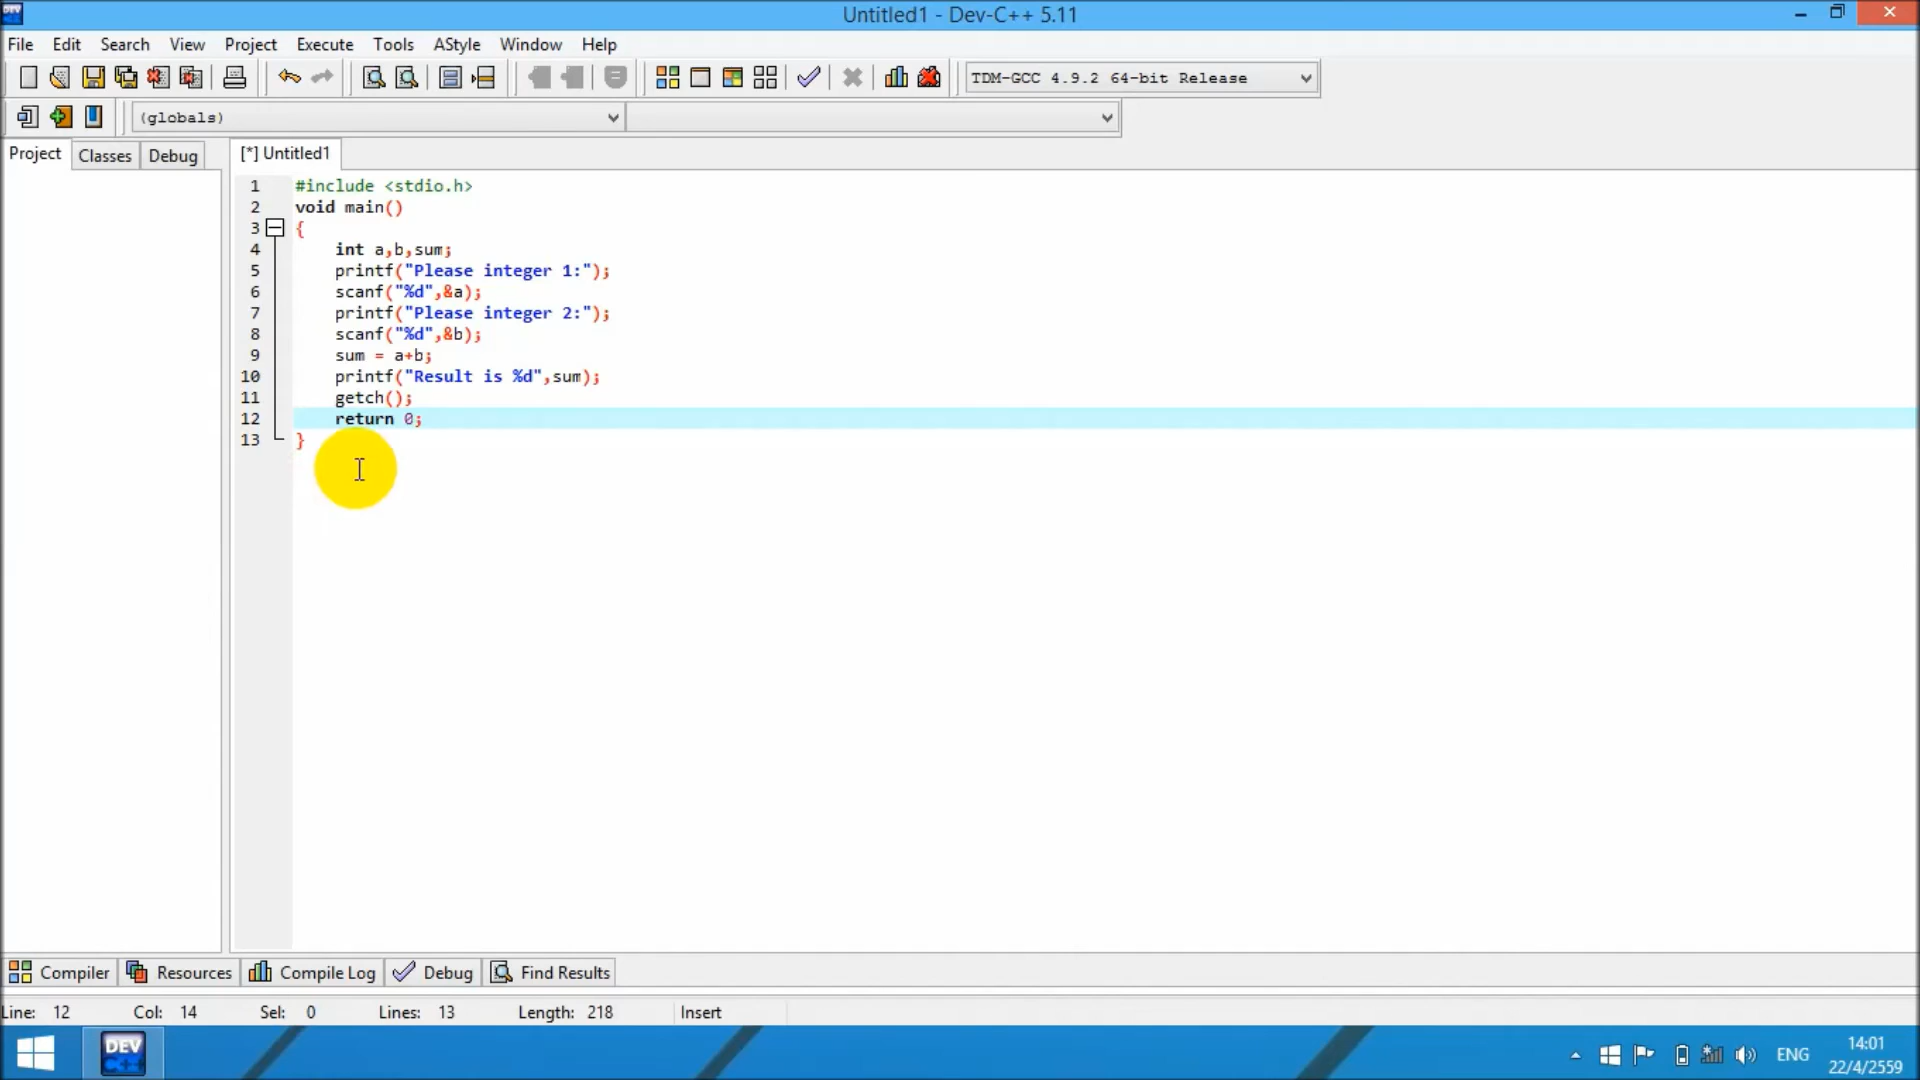 Untitled1 - Dev-C++ 5.11
File Edit Search View Project Execute Tools AStyle Window Help
TDM-GCC 4.9.2 64-bit Release
(globals)
Project Classes Debug [*] Untitled1
1 #include <stdio.h>
2 void main()
3 {
4 int a,b,sum;
5 printf("Please integer 1:");
6 scanf("%d",&a);
7 printf("Please integer 2:");
8 scanf("%d",&b);
9 sum = a+b;
10 printf("Result is %d",sum);
11 getch();
12 return 0;
13 }
Compiler Resources Compile Log Debug Find Results
Line: 12 Col: 14 Sel: 0 Lines: 13 Length: 218 Insert
DEV C++
ENG
14:01
22/4/2559